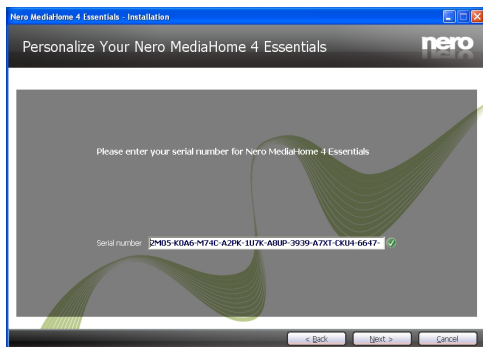 Nero MediaHome 4 Essentials - Installation
Personalize Your Nero MediaHome 4 Essentials
nero
Please enter your serial number for Nero MediaHome 4 Essentials
Serial number 2M05-K0A6-M74C-A2PK-1U7K-A8UP-3939-A7XT-CKU4-6647-
< Back Next > Cancel